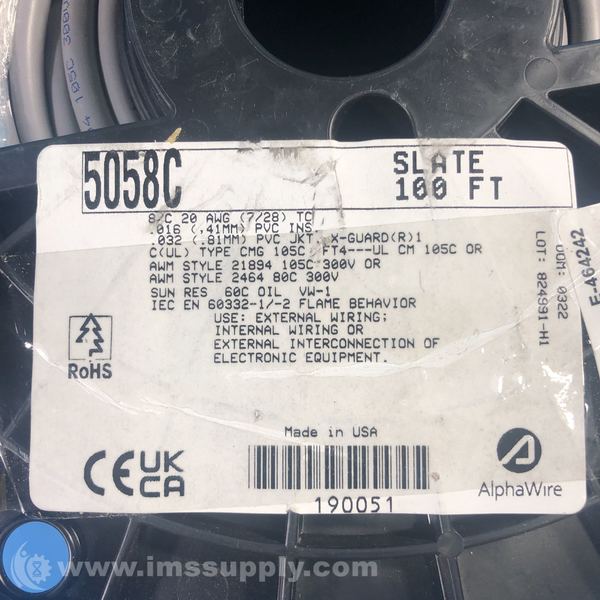 5058C
SLATE
100 FT
8/C 20 AWG (7/28) TC
.016 (.41MM) PVC INS.
.032 (.81MM) PVC JKT. X-GUARD(R)1
C(UL) TYPE CMG 105C, FT4---UL CM 105C OR
AWM STYLE 21894 105C 300V OR
AWM STYLE 2464 80C 300V
SUN RES 60C OIL VW-1
IEC EN 60332-1/-2 FLAME BEHAVIOR
USE: EXTERNAL WIRING;
INTERNAL WIRING OR
EXTERNAL INTERCONNECTION OF
ELECTRONIC EQUIPMENT.
LOT: 824991-H1
0322
E-464242
RoHS
Made in USA
CE UK
CA
190051
AlphaWire
www.imssupply.com/